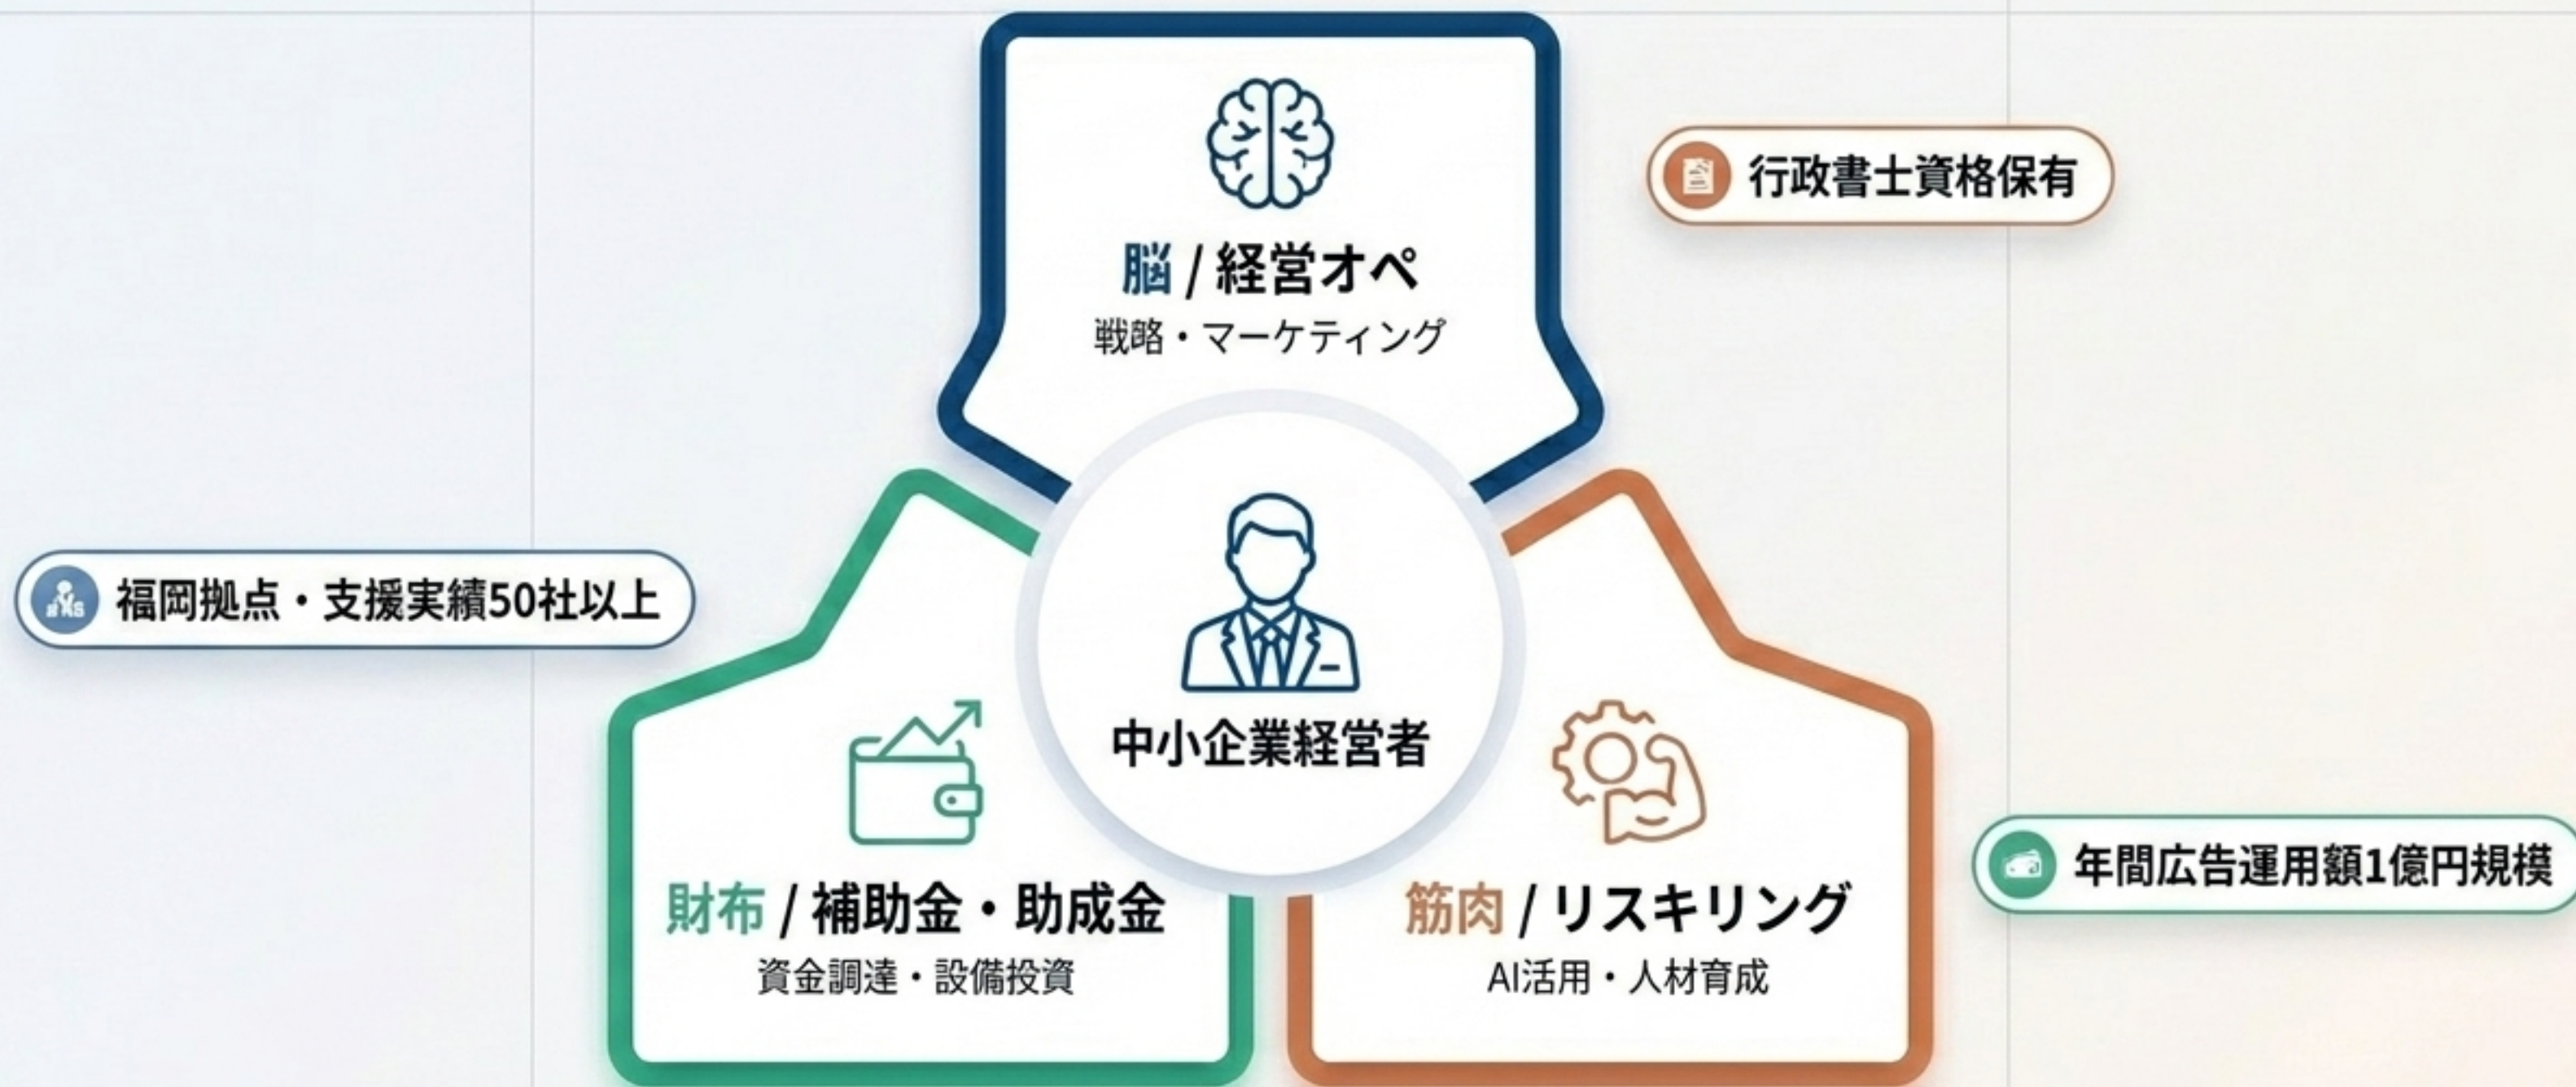 脳 / 経営オペ
戦略・マーケティング
行政書士資格保有
福岡拠点・支援実績50社以上
中小企業経営者
財布 / 補助金・助成金
資金調達・設備投資
筋肉 / リスキリング
AI活用・人材育成
年間広告運用額1億円規模